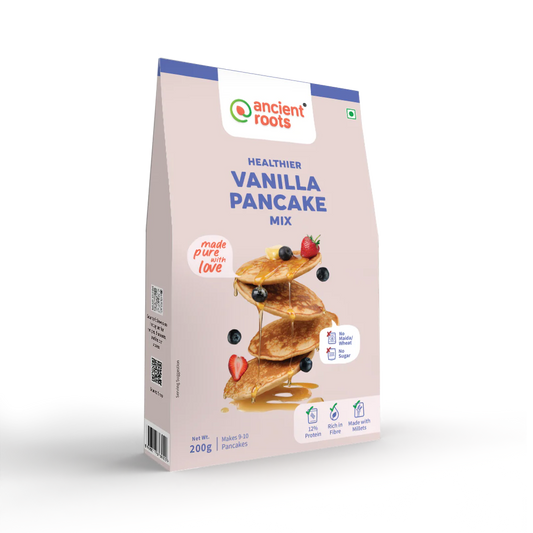 ancient
roots
HEALTHIER
VANILLA
PANCAKE
MIX
made
pure
with
love
No
Maida/
Wheat
No
Sugar
Serving Suggestion
12%
Protein
Rich in
Fibre
Made with
Millets
Net Wt.
200g
Makes 9-10
Pancakes